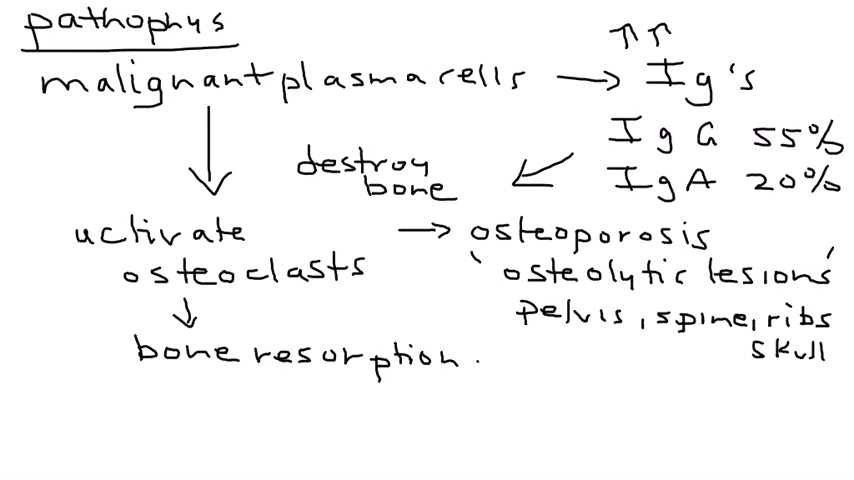 pathophys
↑↑
malignant plasma cells → Ig's
IgG 55%
destroy
IgA 20%
bone
activate → osteoporosis
osteoclasts 'osteolytic lesions'
↓ pelvis, spine, ribs
bone resorption. skull